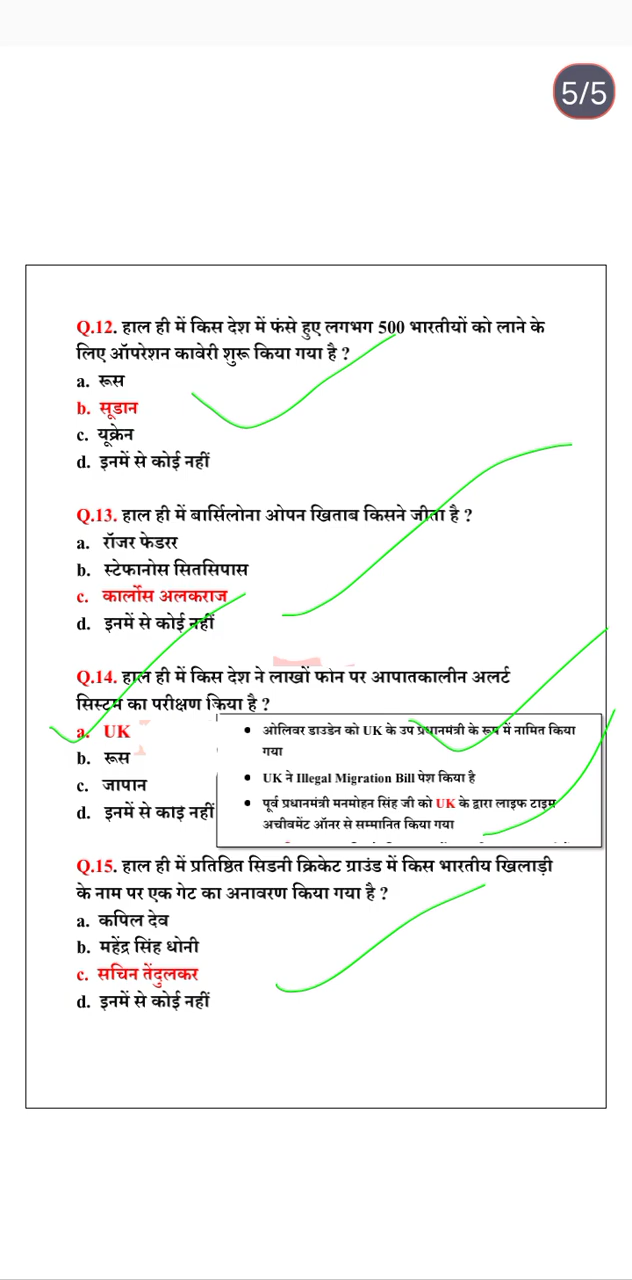 5/5
Q.12. हाल ही में किस देश में फंसे हुए लगभग 500 भारतीयों को लाने के
लिए ऑपरेशन कावेरी शुरू किया गया है ?
a. रूस
b. सूडान
c. यूक्रेन
d. इनमें से कोई नहीं
Q.13. हाल ही में बार्सिलोना ओपन खिताब किसने जीता है ?
a. रॉजर फेडरर
b. स्टेफानोस सितसिपास
c. कार्लोस अलकराज
d. इनमें से कोई नहीं
Q.14. हाल ही में किस देश ने लाखों फोन पर आपातकालीन अलर्ट
सिस्टम का परीक्षण किया है ?
a. UK
b. रूस
c. जापान
d. इनमें से कोई नहीं
• ओलिवर डाउडेन को UK के उप प्रधानमंत्री के रूप में नामित किया
गया
• UK ने Illegal Migration Bill पेश किया है
• पूर्व प्रधानमंत्री मनमोहन सिंह जी को UK के द्वारा लाइफ टाइम
अचीवमेंट ऑनर से सम्मानित किया गया
Q.15. हाल ही में प्रतिष्ठित सिडनी क्रिकेट ग्राउंड में किस भारतीय खिलाड़ी
के नाम पर एक गेट का अनावरण किया गया है ?
a. कपिल देव
b. महेंद्र सिंह धोनी
c. सचिन तेंदुलकर
d. इनमें से कोई नहीं